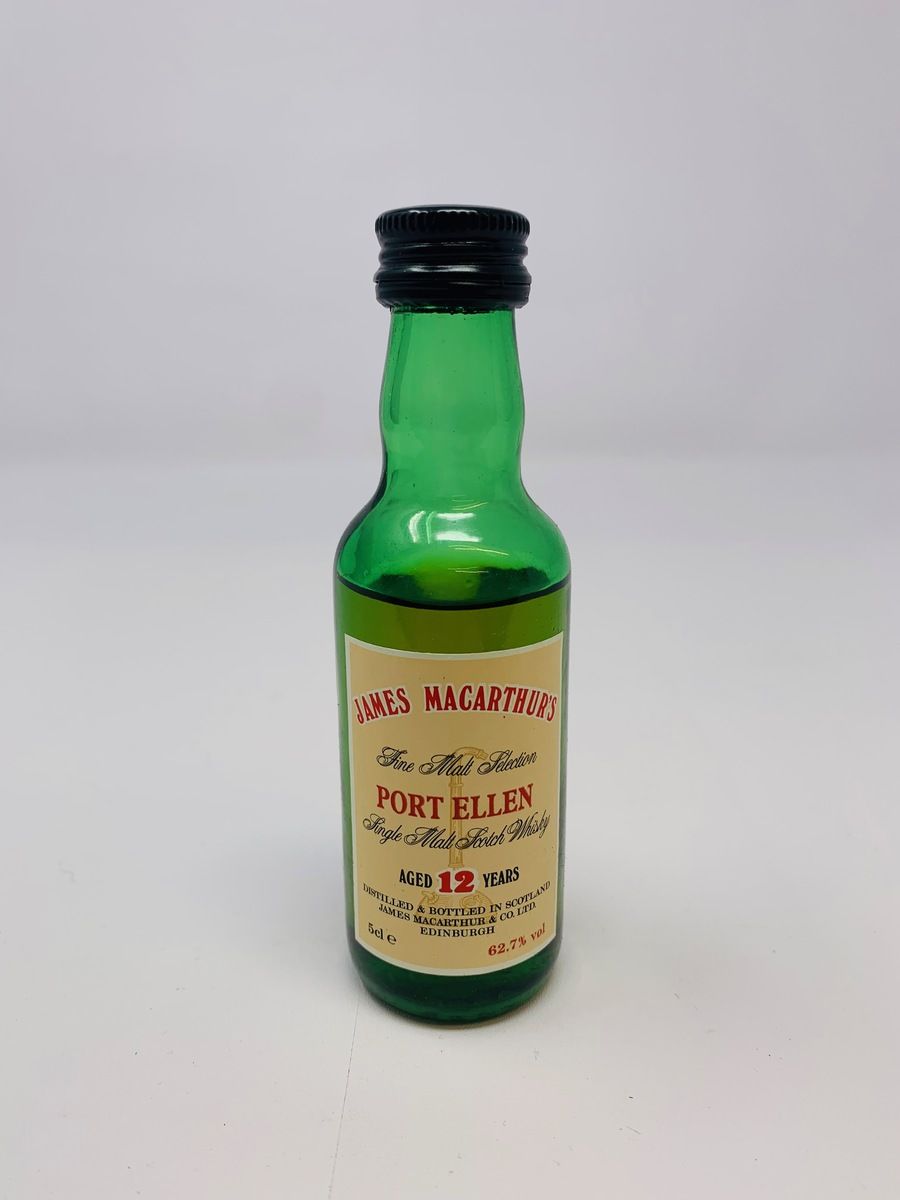 JAMES MACARTHUR'S
Fine Malt Selection
PORT ELLEN
Single Malt Scotch Whisky
AGED 12 YEARS
DISTILLED & BOTTLED IN SCOTLAND
JAMES MACARTHUR & CO. LTD.
EDINBURGH
5cl e
62.7% vol